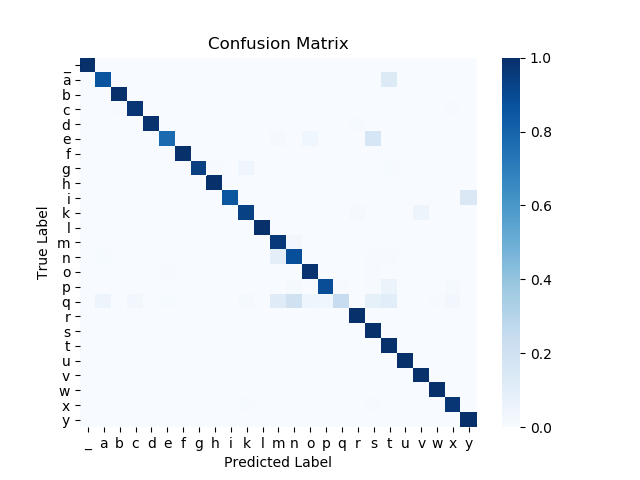 Confusion Matrix
True Label
_
a
b
c
d
e
f
g
h
i
k
l
m
n
o
p
q
r
s
t
u
v
w
x
y
_ a b c d e f g h i k l m n o p q r s t u v w x y
Predicted Label
1.0
0.8
0.6
0.4
0.2
0.0